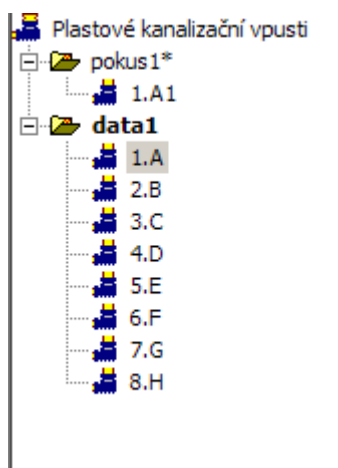 Plastové kanalizační vpusti
pokus1*
1.A1
data1
1.A
2.B
3.C
4.D
5.E
6.F
7.G
8.H